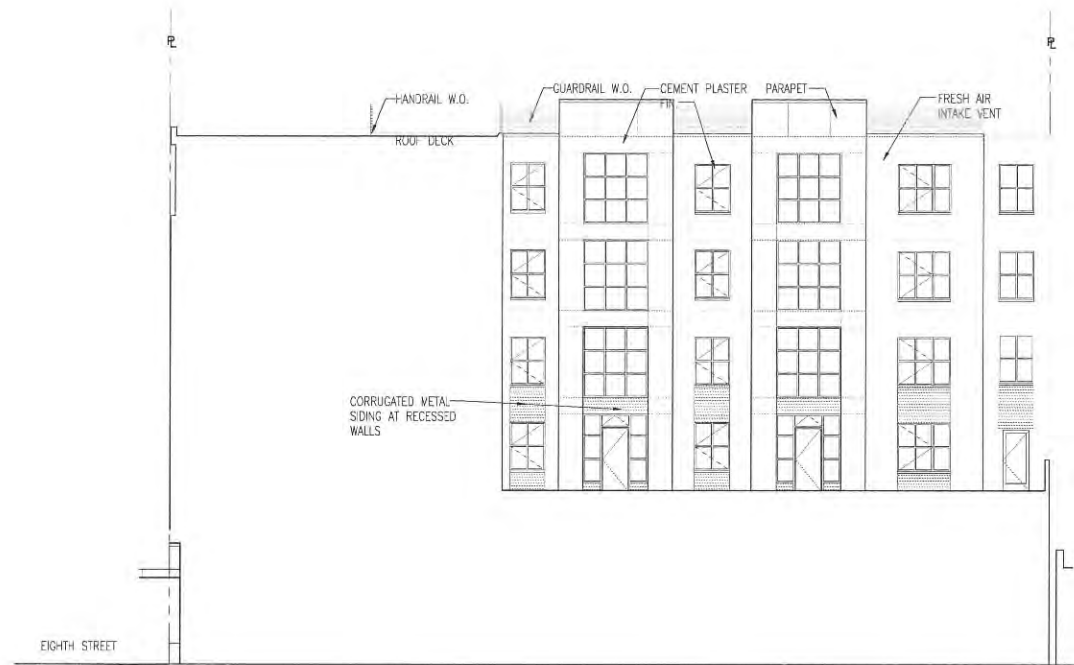 PL
PL
HANDRAIL W.O.
ROOF DECK
GUARDRAIL W.O.
CEMENT PLASTER
FIN
PARAPET
FRESH AIR
INTAKE VENT
CORRUGATED METAL
SIDING AT RECESSED
WALLS
EIGHTH STREET